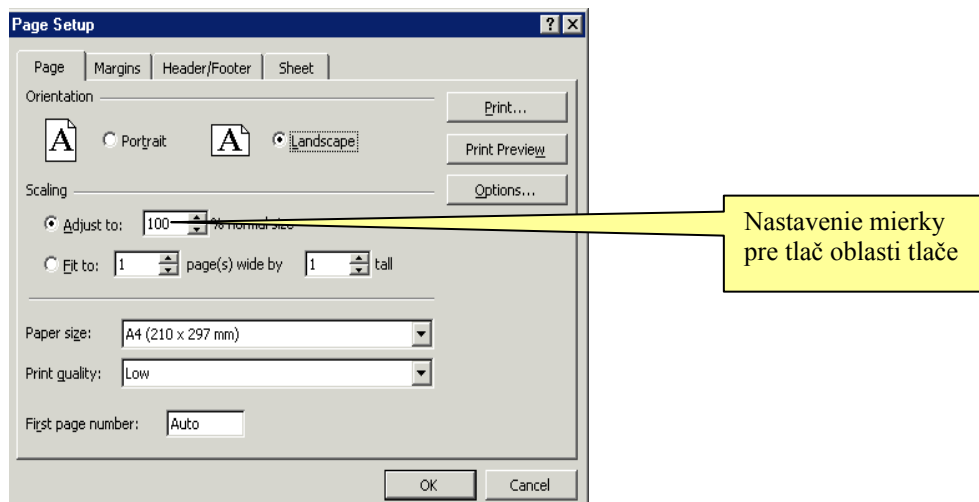 Page Setup
Page Margins Header/Footer Sheet
Orientation
Print...
A Portrait A Landscape
Print Preview
Scaling
Options...
Adjust to: 100 % normal size
Nastavenie mierky
pre tlač oblasti tlače
Fit to: 1 page(s) wide by 1 tall
Paper size: A4 (210 x 297 mm)
Print quality: Low
First page number: Auto
OK Cancel